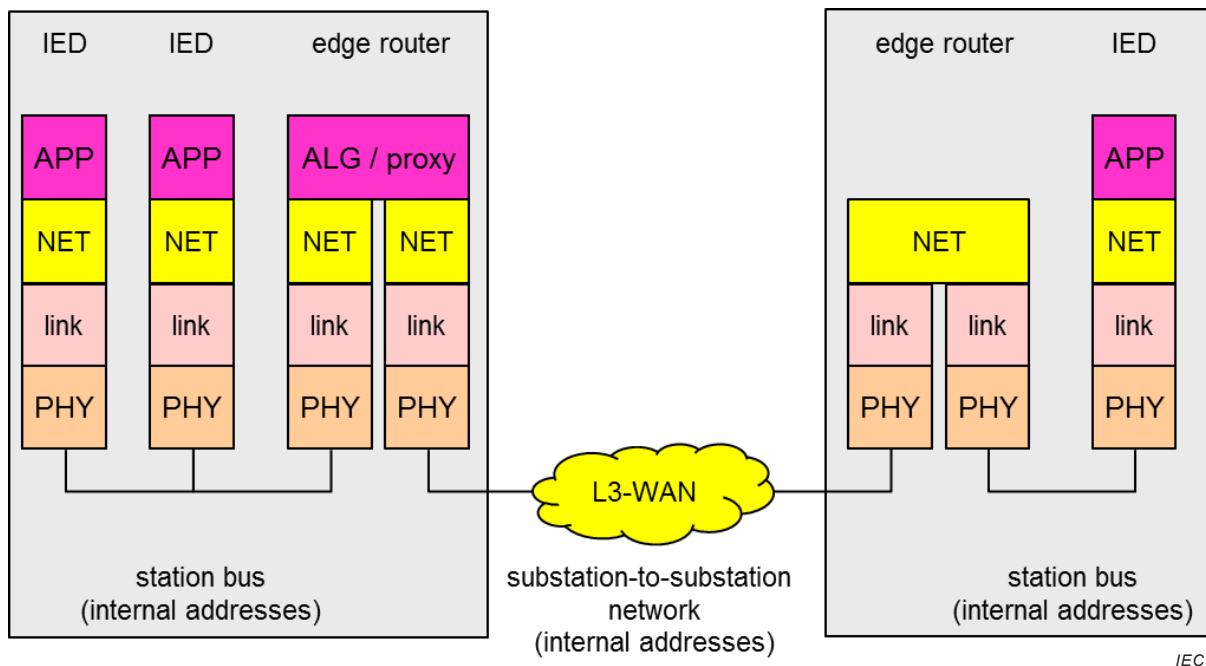 IED IED edge router edge router IED
APP APP ALG / proxy APP
NET NET NET NET NET NET
link link link link link link link
PHY PHY PHY PHY PHY PHY PHY
L3-WAN
station bus
(internal addresses)
substation-to-substation
network
(internal addresses)
station bus
(internal addresses)
IEC